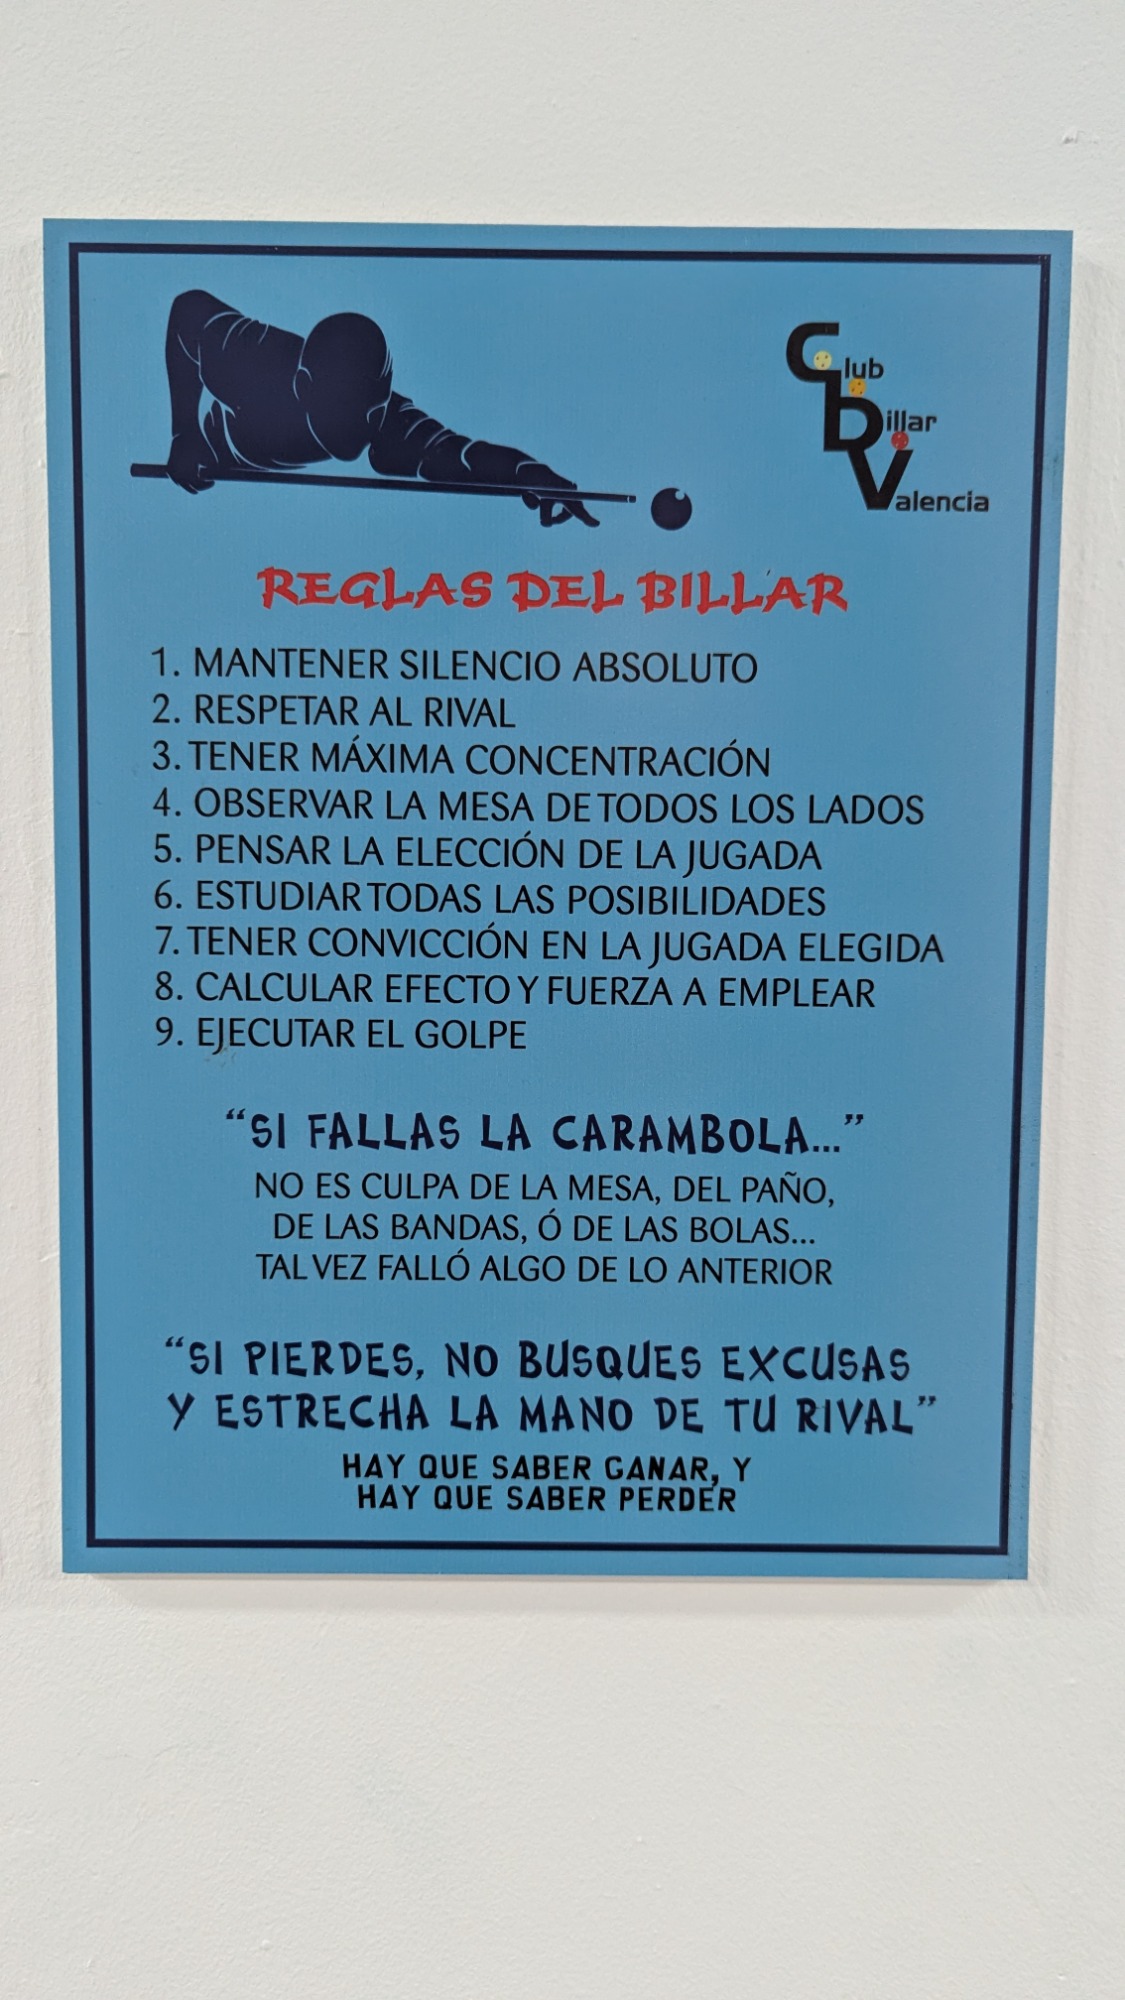 Club
billar
Valencia
REGLAS DEL BILLAR
1. MANTENER SILENCIO ABSOLUTO
2. RESPETAR AL RIVAL
3. TENER MÁXIMA CONCENTRACIÓN
4. OBSERVAR LA MESA DE TODOS LOS LADOS
5. PENSAR LA ELECCIÓN DE LA JUGADA
6. ESTUDIAR TODAS LAS POSIBILIDADES
7. TENER CONVICCIÓN EN LA JUGADA ELEGIDA
8. CALCULAR EFECTO Y FUERZA A EMPLEAR
9. EJECUTAR EL GOLPE
“SI FALLAS LA CARAMBOLA...”
NO ES CULPA DE LA MESA, DEL PAÑO,
DE LAS BANDAS, Ó DE LAS BOLAS...
TAL VEZ FALLÓ ALGO DE LO ANTERIOR
“SI PIERDES, NO BUSQUES EXCUSAS
Y ESTRECHA LA MANO DE TU RIVAL”
HAY QUE SABER GANAR, Y
HAY QUE SABER PERDER